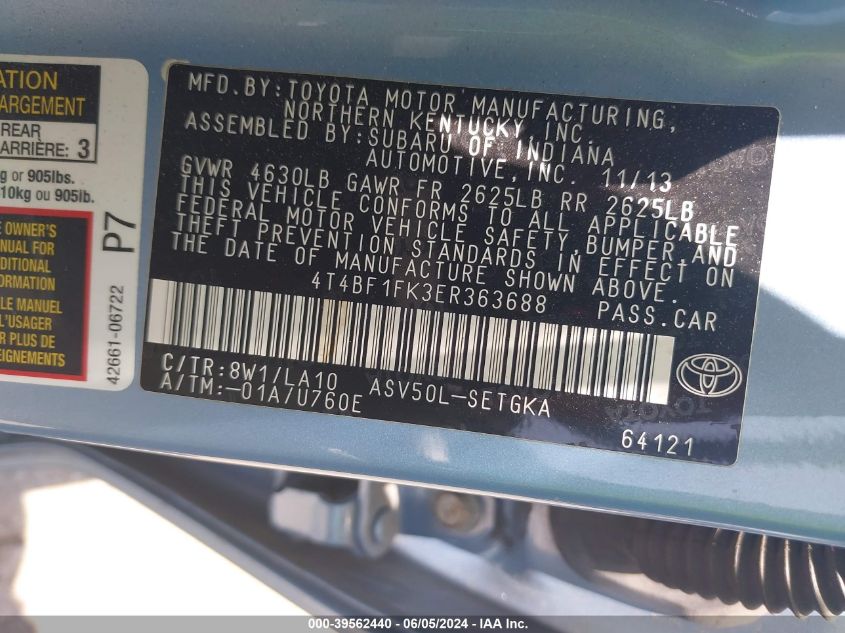 ATION
ARGEMENT
REAR
ARRIÈRE: 3
g or 905lbs.
10kg ou 905lb.
E OWNER'S
ANUAL FOR
DITIONAL
ORMATION
LE MANUEL
L'USAGER
R PLUS DE
EIGNEMENTS
P7
42661-06722
MFD.BY:TOYOTA MOTOR MANUFACTURING,
NORTHERN KENTUCKY,INC.
ASSEMBLED BY:SUBARU OF INDIANA
AUTOMOTIVE,INC. 11/13
GVWR 4630LB GAWR FR 2625LB RR 2625LB
THIS VEHICLE CONFORMS TO ALL APPLICABLE
FEDERAL MOTOR VEHICLE SAFETY,BUMPER,AND
THEFT PREVENTION STANDARDS IN EFFECT ON
THE DATE OF MANUFACTURE SHOWN ABOVE.
4T4BF1FK3ER363688 PASS.CAR
C/TR:8W1/LA10 ASV50L-SETGKA
A/TM:-01A/U760E
TOYOTA
64121
000-39562440 - 06/05/2024 - IAA Inc.